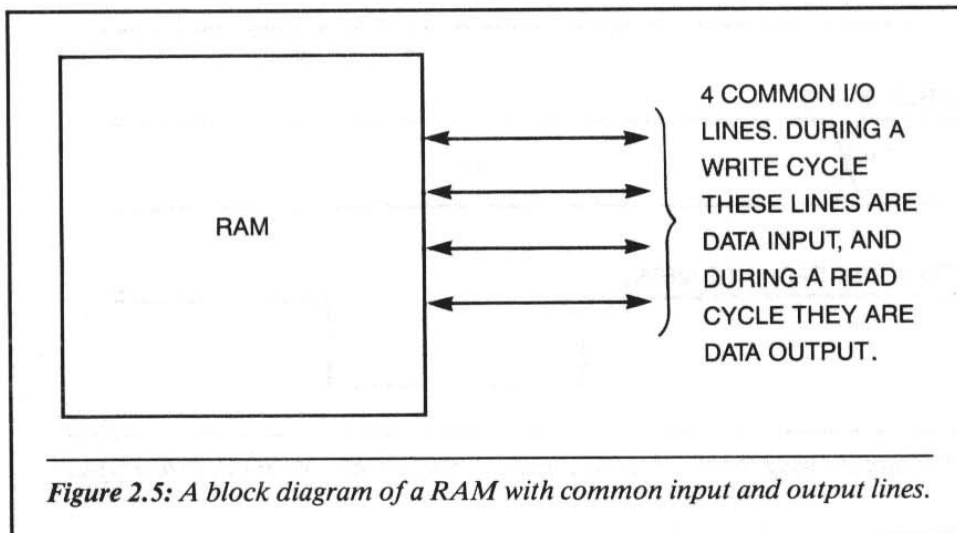 RAM
4 COMMON I/O
LINES. DURING A
WRITE CYCLE
THESE LINES ARE
DATA INPUT, AND
DURING A READ
CYCLE THEY ARE
DATA OUTPUT.
Figure 2.5: A block diagram of a RAM with common input and output lines.